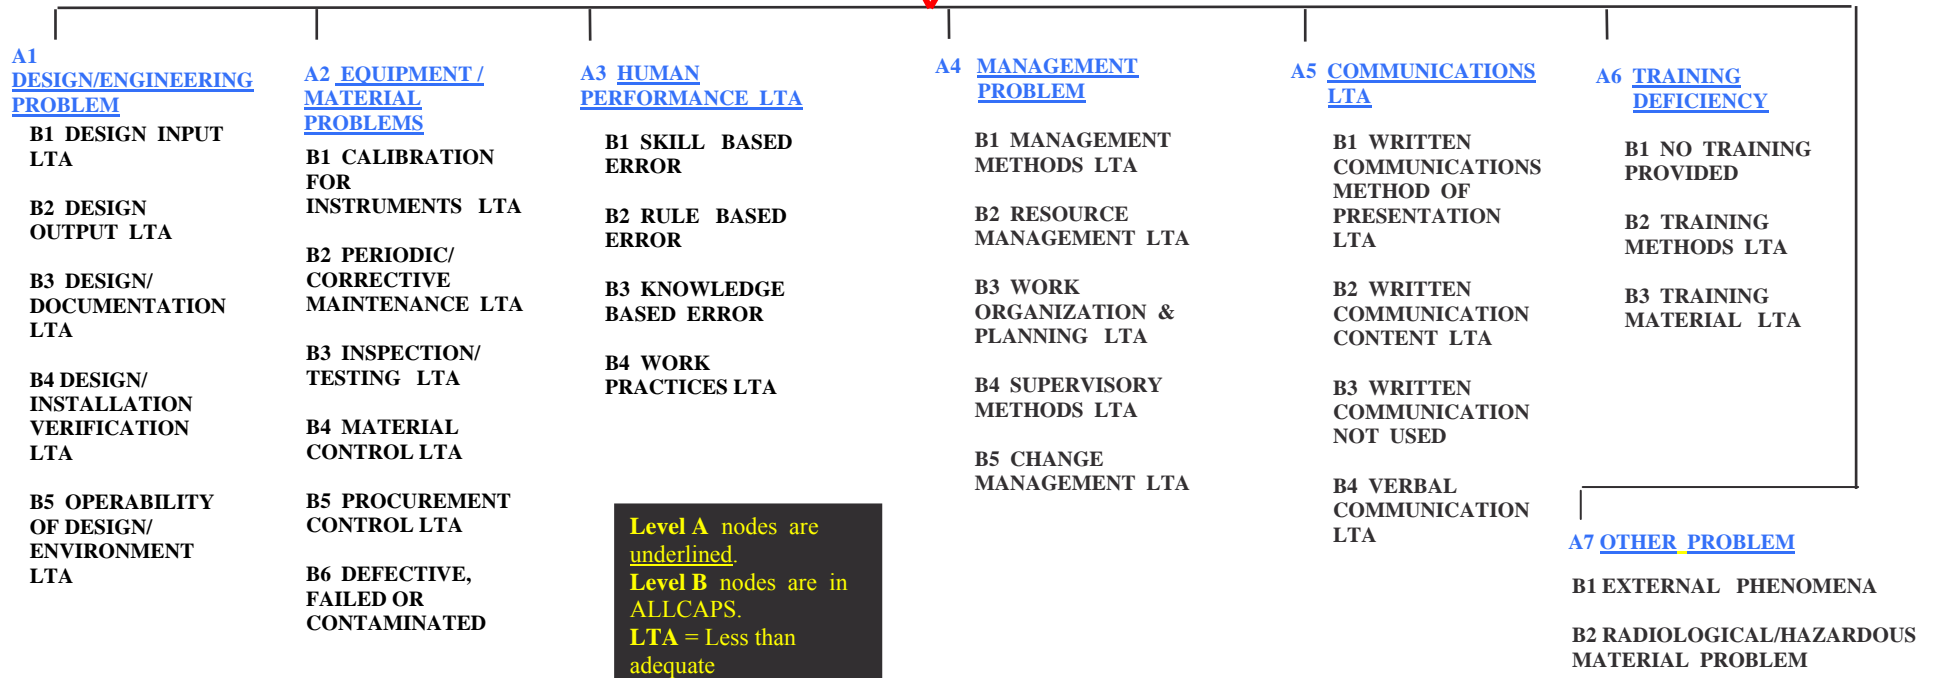 A1
DESIGN/ENGINEERING
PROBLEM
B1 DESIGN INPUT
LTA
B2 DESIGN
OUTPUT LTA
B3 DESIGN/
DOCUMENTATION
LTA
B4 DESIGN/
INSTALLATION
VERIFICATION
LTA
B5 OPERABILITY
OF DESIGN/
ENVIRONMENT
LTA
A2 EQUIPMENT /
MATERIAL
PROBLEMS
B1 CALIBRATION
FOR
INSTRUMENTS LTA
B2 PERIODIC/
CORRECTIVE
MAINTENANCE LTA
B3 INSPECTION/
TESTING LTA
B4 MATERIAL
CONTROL LTA
B5 PROCUREMENT
CONTROL LTA
B6 DEFECTIVE,
FAILED OR
CONTAMINATED
A3 HUMAN
PERFORMANCE LTA
B1 SKILL BASED
ERROR
B2 RULE BASED
ERROR
B3 KNOWLEDGE
BASED ERROR
B4 WORK
PRACTICES LTA
Level A nodes are
underlined.
Level B nodes are in
ALLCAPS.
LTA = Less than
adequate
A4 MANAGEMENT
PROBLEM
B1 MANAGEMENT
METHODS LTA
B2 RESOURCE
MANAGEMENT LTA
B3 WORK
ORGANIZATION &
PLANNING LTA
B4 SUPERVISORY
METHODS LTA
B5 CHANGE
MANAGEMENT LTA
A5 COMMUNICATIONS
LTA
B1 WRITTEN
COMMUNICATIONS
METHOD OF
PRESENTATION
LTA
B2 WRITTEN
COMMUNICATION
CONTENT LTA
B3 WRITTEN
COMMUNICATION
NOT USED
B4 VERBAL
COMMUNICATION
LTA
A6 TRAINING
DEFICIENCY
B1 NO TRAINING
PROVIDED
B2 TRAINING
METHODS LTA
B3 TRAINING
MATERIAL LTA
A7 OTHER PROBLEM
B1 EXTERNAL PHENOMENA
B2 RADIOLOGICAL/HAZARDOUS
MATERIAL PROBLEM